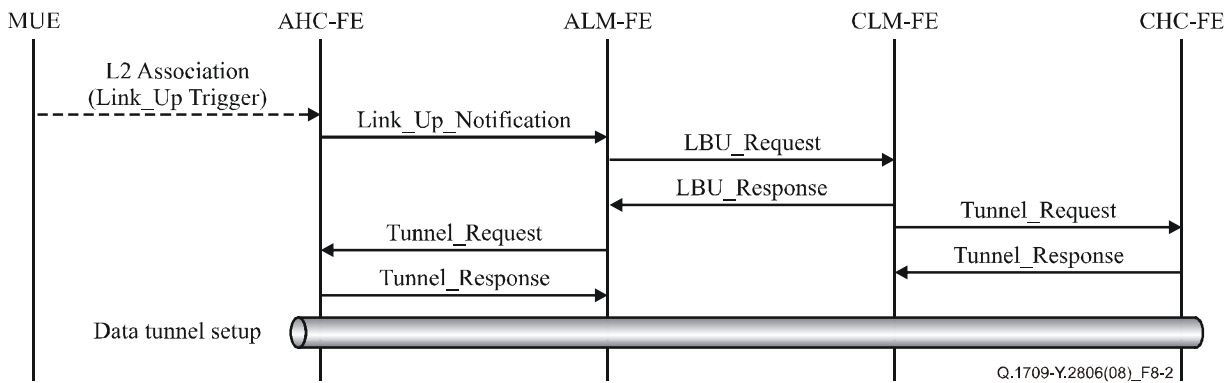 MUE
AHC-FE
ALM-FE
CLM-FE
CHC-FE
L2 Association
(Link_Up Trigger)
Link_Up_Notification
LBU_Request
LBU_Response
Tunnel_Request
Tunnel_Request
Tunnel_Response
Tunnel_Response
Data tunnel setup
Q.1709-Y.2806(08)_F8-2